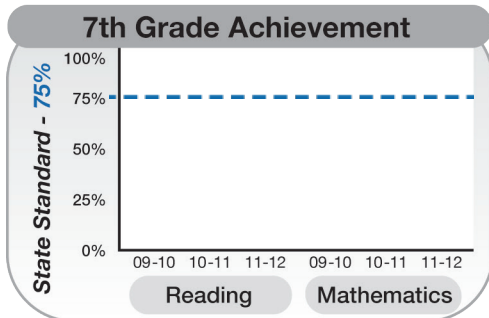 7th Grade Achievement
State Standard - 75%
100%
75%
50%
25%
0%
09-10 10-11 11-12 09-10 10-11 11-12
Reading Mathematics